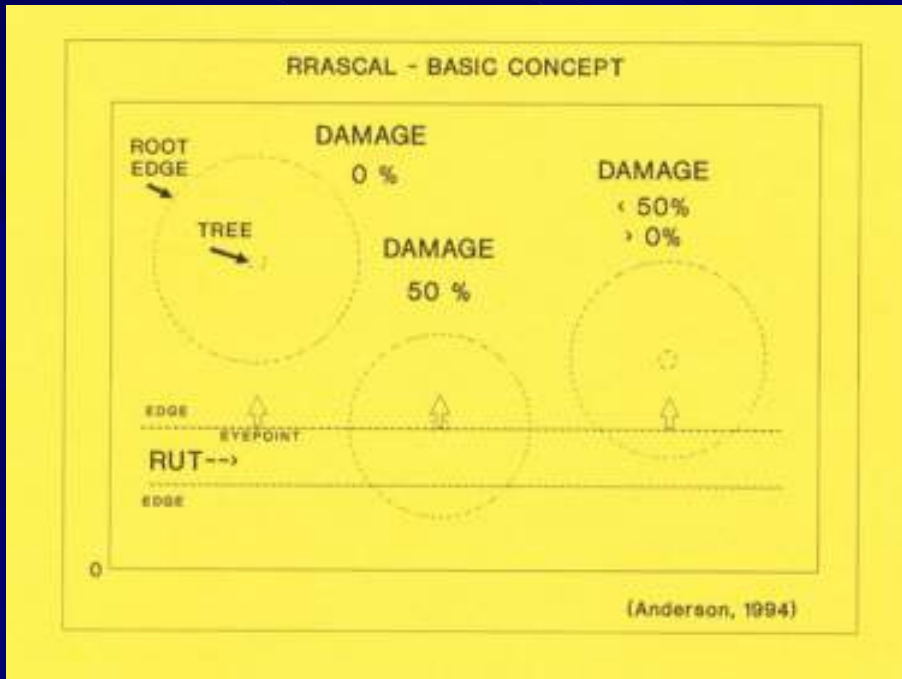 RRASCAL - BASIC CONCEPT
ROOT
EDGE
TREE
DAMAGE
0 %
DAMAGE
50 %
DAMAGE
< 50%
> 0%
EDGE
EYEPOINT
RUT-->
EDGE
0
(Anderson, 1994)